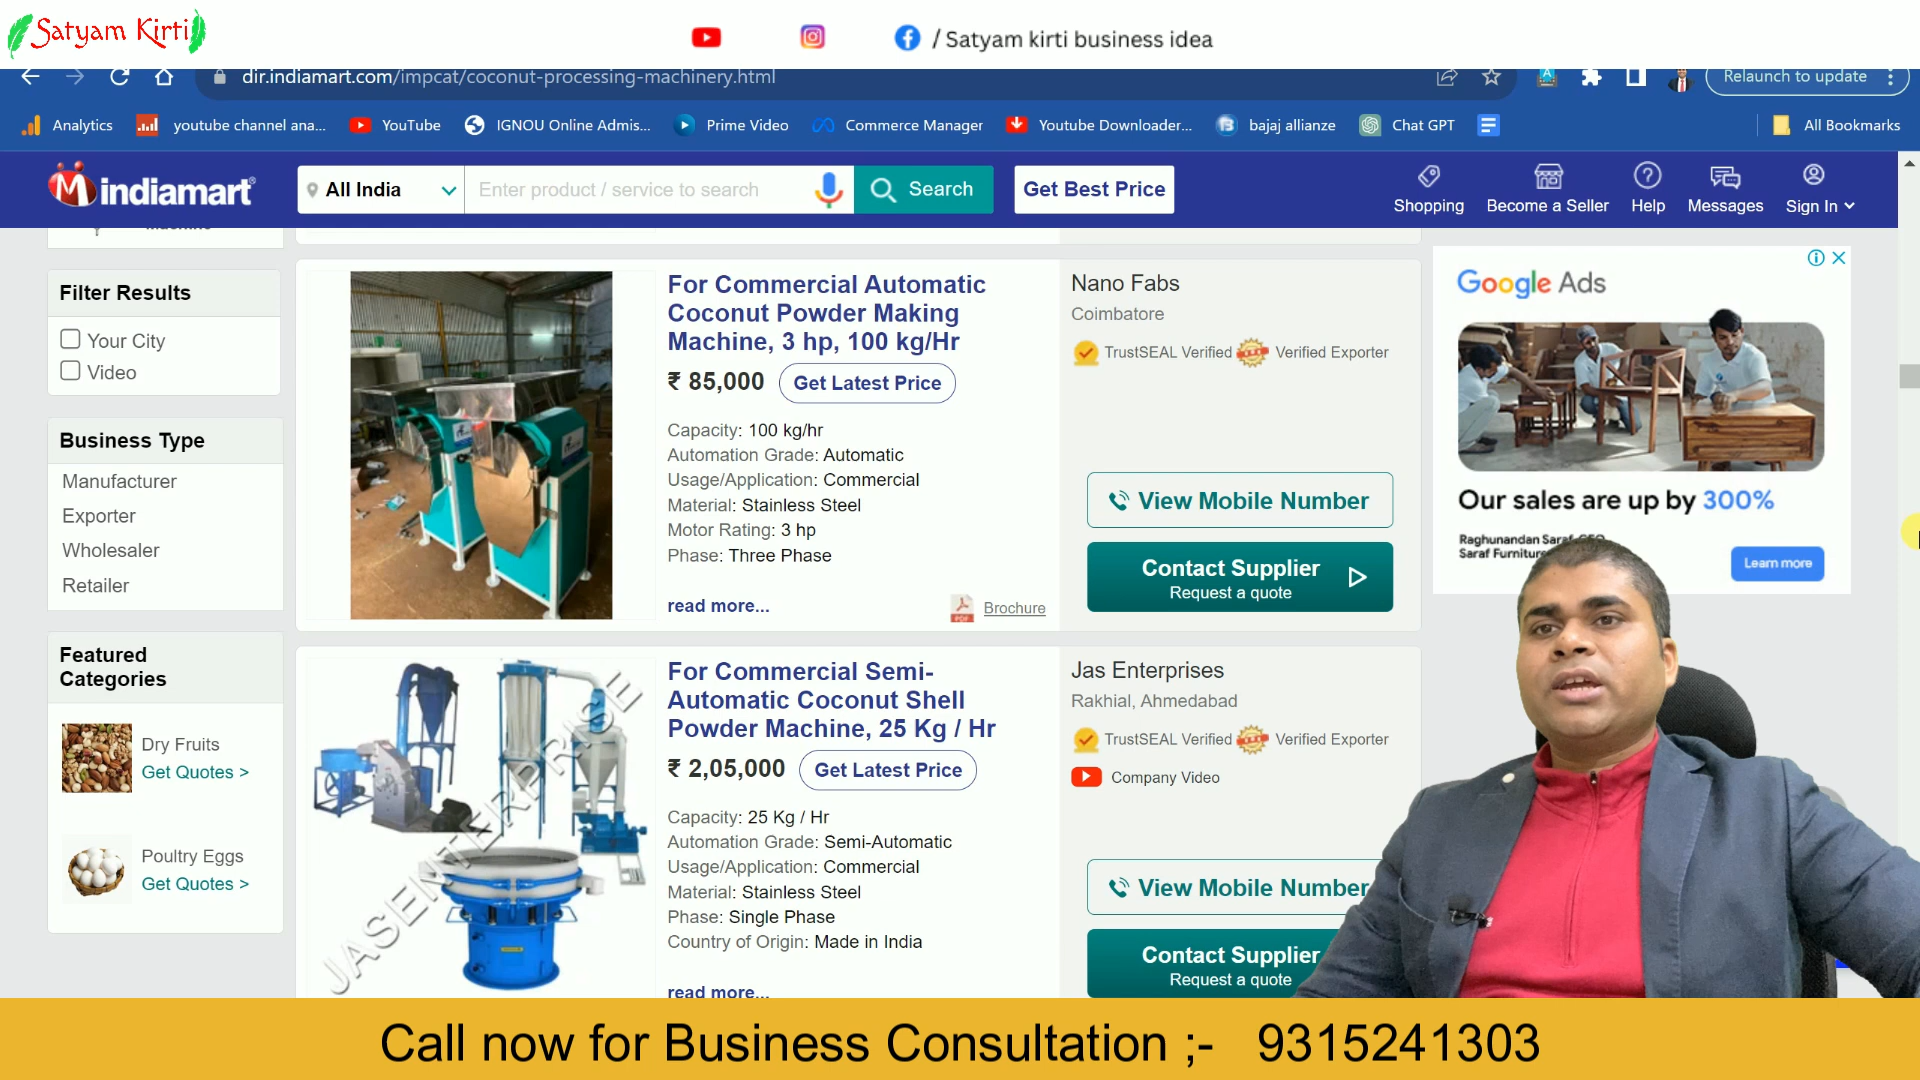 Satyam Kirti
/ Satyam kirti business idea
dir.indiamart.com/impcat/coconut-processing-machinery.html
Relaunch to update
Analytics
youtube channel ana...
YouTube
IGNOU Online Admis...
Prime Video
Commerce Manager
Youtube Downloader...
bajaj allianze
Chat GPT
All Bookmarks
indiamart
All India
Enter product / service to search
Search
Get Best Price
Shopping
Become a Seller
Help
Messages
Sign In
Filter Results
Your City
Video
Business Type
Manufacturer
Exporter
Wholesaler
Retailer
Featured
Categories
Dry Fruits
Get Quotes >
Poultry Eggs
Get Quotes >
For Commercial Automatic
Coconut Powder Making
Machine, 3 hp, 100 kg/Hr
₹ 85,000
Get Latest Price
Capacity: 100 kg/hr
Automation Grade: Automatic
Usage/Application: Commercial
Material: Stainless Steel
Motor Rating: 3 hp
Phase: Three Phase
read more...
Brochure
Nano Fabs
Coimbatore
TrustSEAL Verified
Verified Exporter
View Mobile Number
Contact Supplier
Request a quote
JASENTERPRISE
For Commercial Semi-
Automatic Coconut Shell
Powder Machine, 25 Kg / Hr
₹ 2,05,000
Get Latest Price
Capacity: 25 Kg / Hr
Automation Grade: Semi-Automatic
Usage/Application: Commercial
Material: Stainless Steel
Phase: Single Phase
Country of Origin: Made in India
read more...
Jas Enterprises
Rakhial, Ahmedabad
TrustSEAL Verified
Verified Exporter
Company Video
View Mobile Number
Contact Supplier
Request a quote
Google Ads
Our sales are up by 300%
Raghunandan Saraf
Saraf Furniture
Learn more
Call now for Business Consultation ;- 9315241303